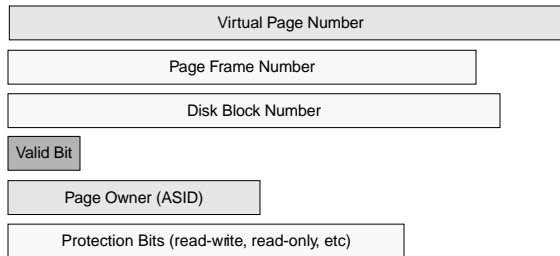 Virtual Page Number
Page Frame Number
Disk Block Number
Valid Bit
Page Owner (ASID)
Protection Bits (read-write, read-only, etc)